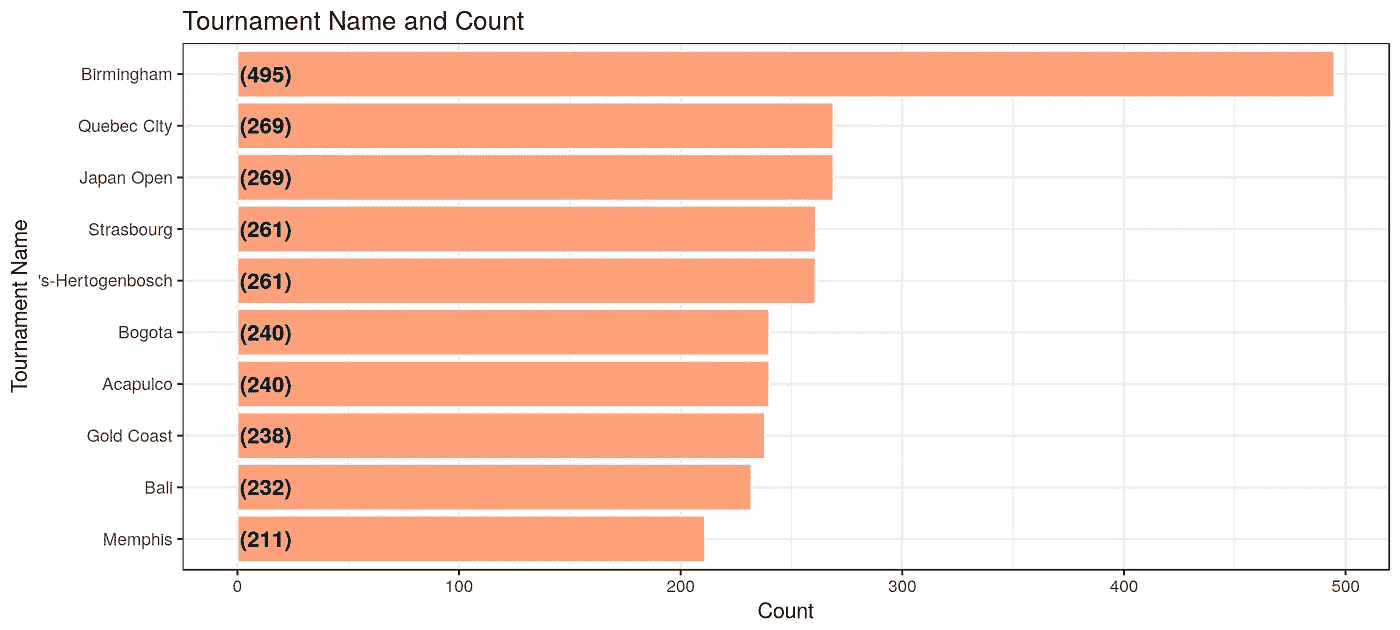 Tournament Name and Count
Tournament Name
Birmingham (495)
Quebec City (269)
Japan Open (269)
Strasbourg (261)
's-Hertogenbosch (261)
Bogota (240)
Acapulco (240)
Gold Coast (238)
Bali (232)
Memphis (211)
0 100 200 300 400 500
Count